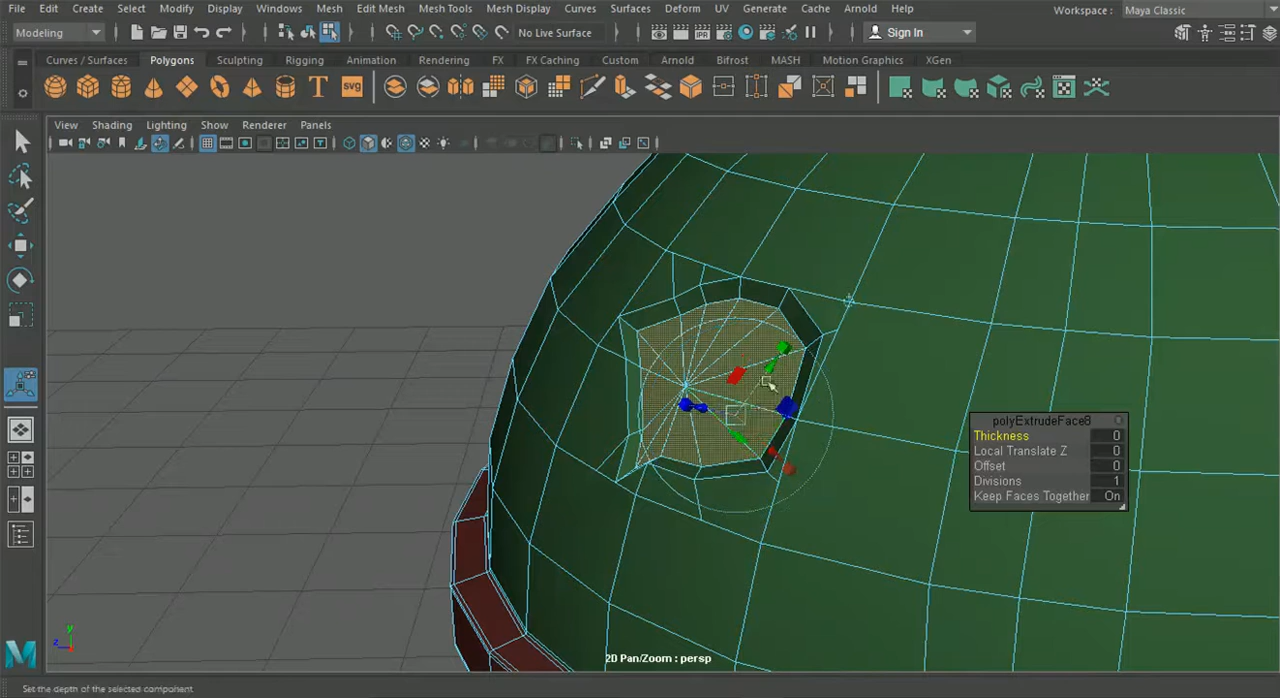 File Edit Create Select Modify Display Windows Mesh Edit Mesh Mesh Tools Mesh Display Curves Surfaces Deform UV Generate Cache Arnold Help Workspace : Maya Classic
Modeling No Live Surface IPR Sign In
Curves / Surfaces Polygons Sculpting Rigging Animation Rendering FX FX Caching Custom Arnold Bifrost MASH Motion Graphics XGen
T SVG
View Shading Lighting Show Renderer Panels
polyExtrudeFace8
Thickness 0
Local Translate Z 0
Offset 0
Divisions 1
Keep Faces Together On
y
z
2D Pan/Zoom : persp
M
Set the depth of the selected component